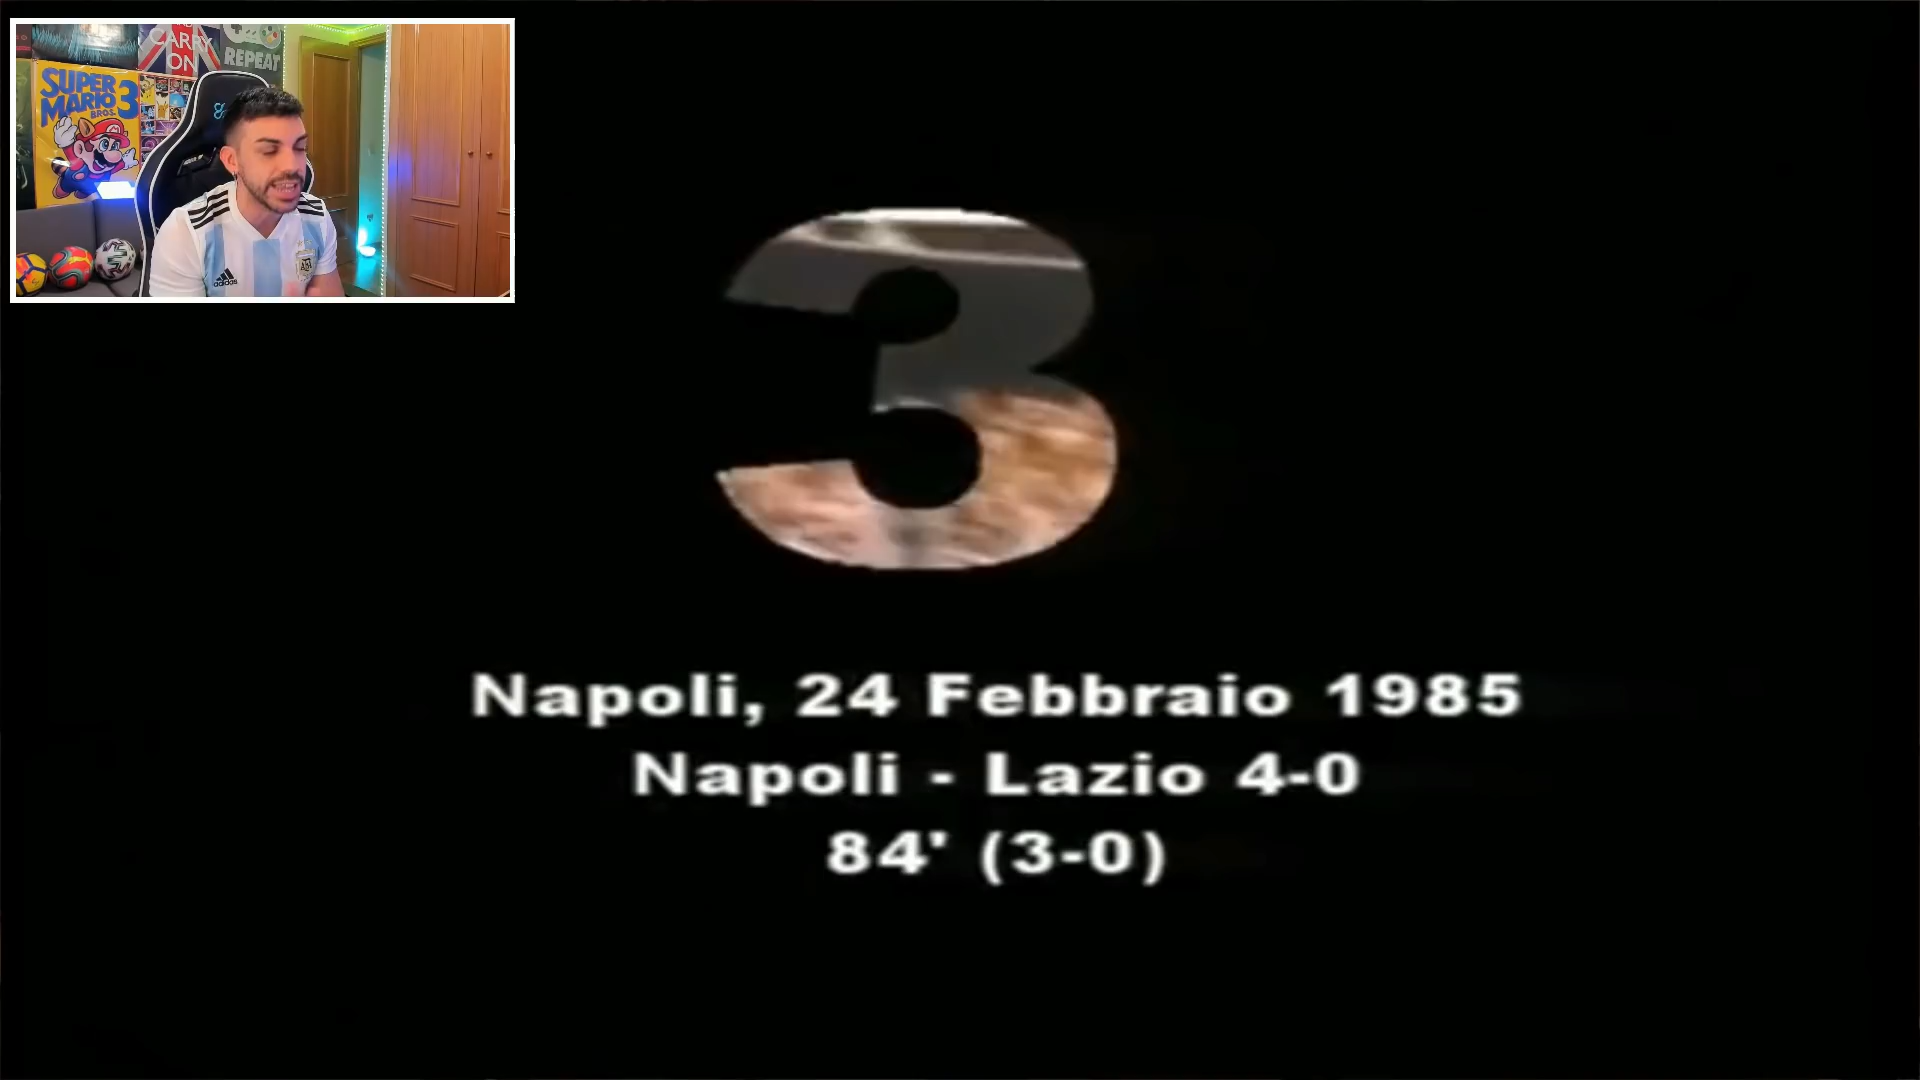 CARRY
ON
REPEAT
SUPER
MARIO 3
BROS.
adidas
AFA
3
Napoli, 24 Febbraio 1985
Napoli - Lazio 4-0
84' (3-0)